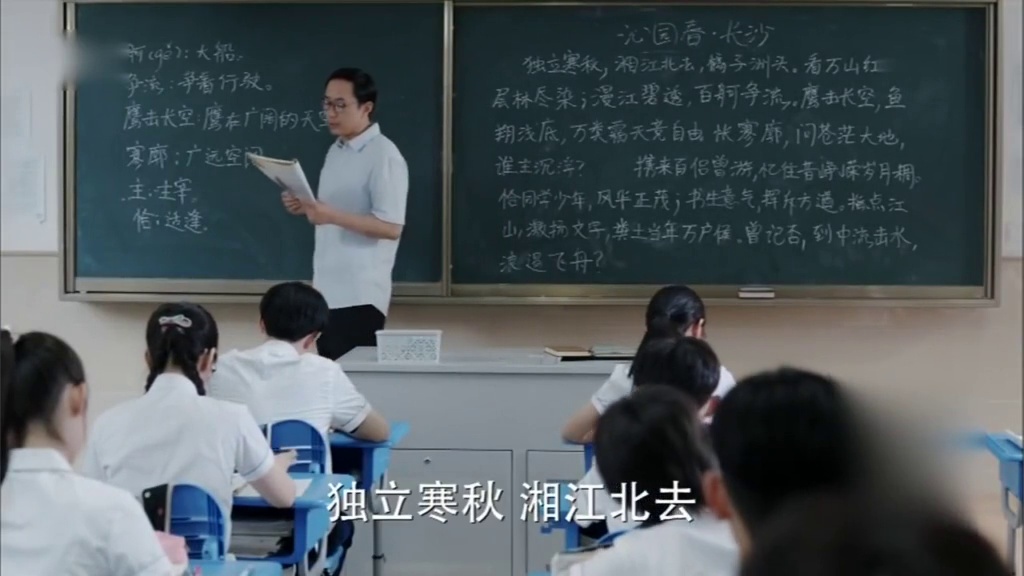 舸(gě):大船。
争流:争着行驶。
鹰击长空:鹰在广阔的天空
寥廓:广远空间
主:主宰
恰:适逢
沁园春·长沙
独立寒秋,湘江北去,橘子洲头。看万山红
层林尽染;漫江碧透,百舸争流。鹰击长空,鱼
翔浅底,万类霜天竞自由 怅寥廓,问苍茫大地,
谁主沉浮? 携来百侣曾游,忆往昔峥嵘岁月稠。
恰同学少年,风华正茂;书生意气,挥斥方遒。指点江
山,激扬文字,粪土当年万户侯。曾记否,到中流击水,
浪遏飞舟?
独立寒秋 湘江北去